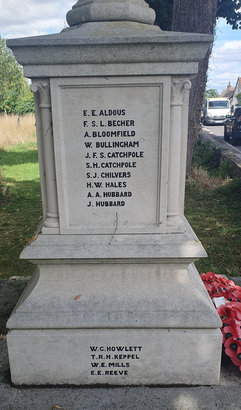 E. E. ALDOUS
F. S. L. BECHER
A. BLOOMFIELD
W. BULLINGHAM
J. F. S. CATCHPOLE
S. H. CATCHPOLE
S. J. CHILVERS
H. W. HALES
A. A. HUBBARD
J. HUBBARD
W. G. HOWLETT
T. R. H. KEPPEL
W. E. MILLS
E. E. REEVE